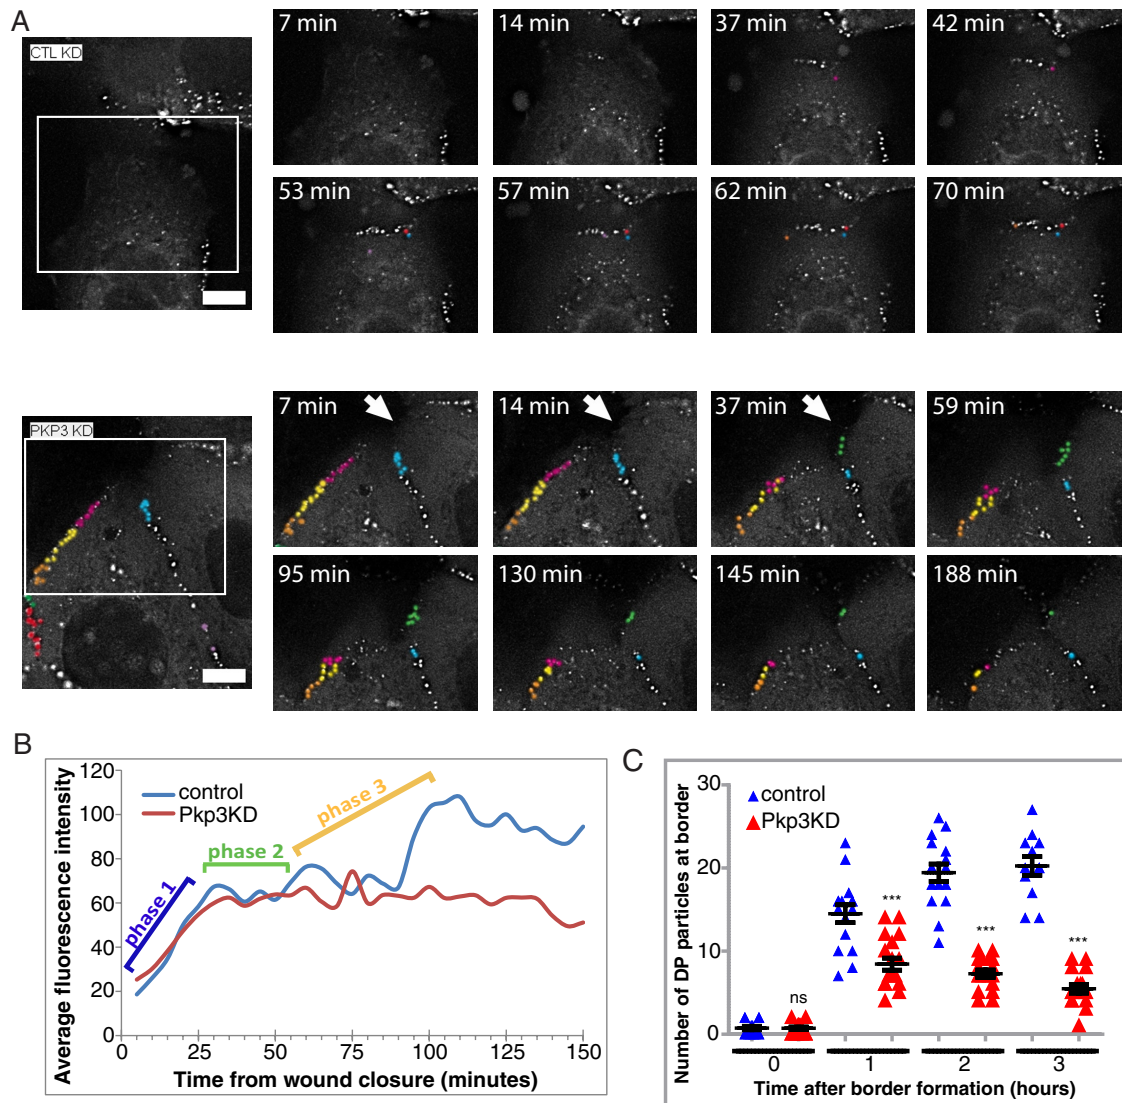 A
CTL KD
7 min
14 min
37 min
42 min
53 min
57 min
62 min
70 min
PKP3 KD
7 min
14 min
37 min
59 min
95 min
130 min
145 min
188 min
B
Average fluorescence intensity
120
100
80
60
40
20
0
control
Pkp3KD
phase 1
phase 2
phase 3
0
25
50
75
100
125
150
Time from wound closure (minutes)
C
Number of DP particles at border
30
20
10
0
control
Pkp3KD
ns
***
***
***
0
1
2
3
Time after border formation (hours)